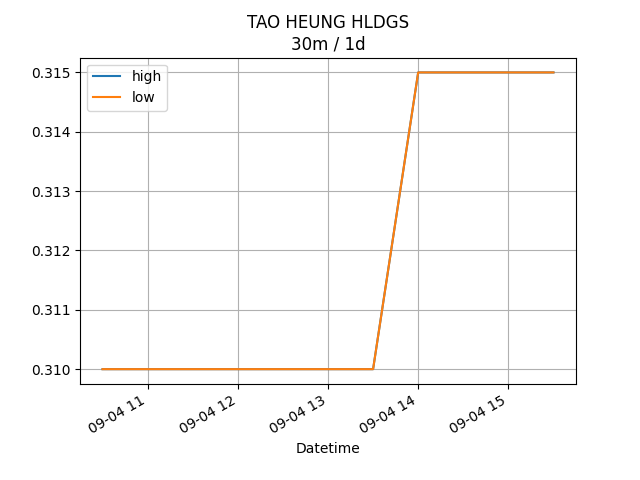 TAO HEUNG HLDGS
30m / 1d
high
low
0.315
0.314
0.313
0.312
0.311
0.310
09-04 11
09-04 12
09-04 13
09-04 14
09-04 15
Datetime